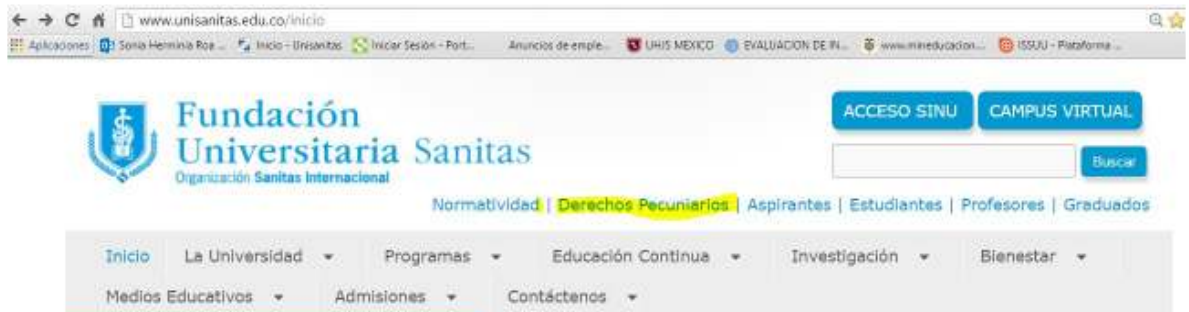 www.unisanitas.edu.co/inicio
Aplicaciones Sonia Herminia Roa ... Inicio - Unisanitas Iniciar Sesión - Port... Anuncios de emple... UHIS MEXICO EVALUACION DE IN... www.mineducacion... ISSUU - Plataforma ...
ACCESO SINU CAMPUS VIRTUAL
Fundación
Universitaria Sanitas
Organización Sanitas Internacional
Buscar
Normatividad | Derechos Pecuniarios | Aspirantes | Estudiantes | Profesores | Graduados
Inicio La Universidad Programas Educación Continua Investigación Bienestar
Medios Educativos Admisiones Contáctenos